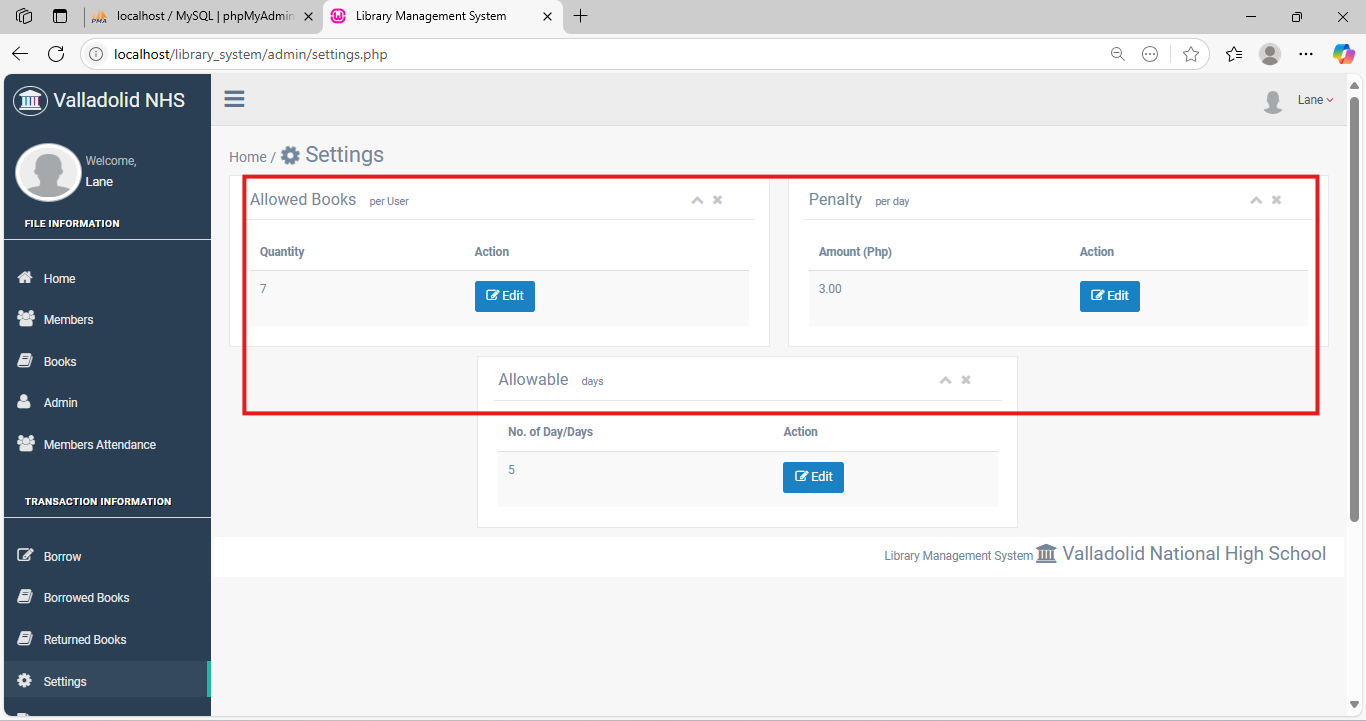 localhost / MySQL | phpMyAdmin
Library Management System
localhost/library_system/admin/settings.php
Valladolid NHS
Lane
Welcome,
Lane
FILE INFORMATION
Home
Members
Books
Admin
Members Attendance
TRANSACTION INFORMATION
Borrow
Borrowed Books
Returned Books
Settings
Home / Settings
Allowed Books per User
Quantity Action
7 Edit
Penalty per day
Amount (Php) Action
3.00 Edit
Allowable days
No. of Day/Days Action
5 Edit
Library Management System Valladolid National High School